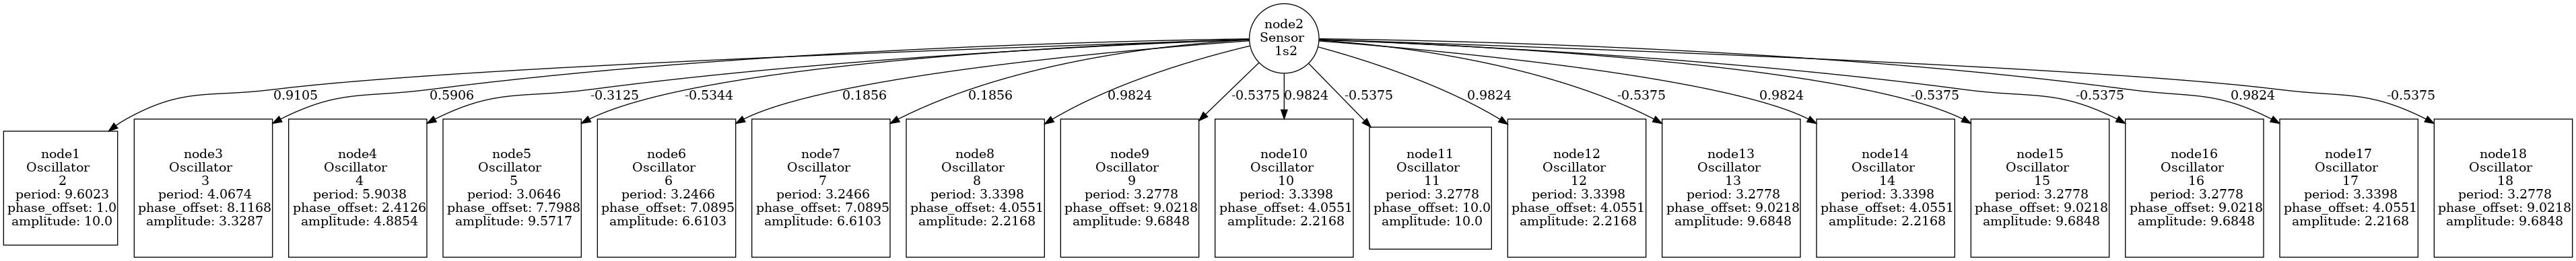 node2
Sensor
1s2
0.9105
0.5906
-0.3125
-0.5344
0.1856
0.1856
0.9824
-0.5375
0.9824
-0.5375
0.9824
-0.5375
0.9824
-0.5375
-0.5375
0.9824
-0.5375
node1
Oscillator
2
period: 9.6023
phase_offset: 1.0
amplitude: 10.0
node3
Oscillator
3
period: 4.0674
phase_offset: 8.1168
amplitude: 3.3287
node4
Oscillator
4
period: 5.9038
phase_offset: 2.4126
amplitude: 4.8854
node5
Oscillator
5
period: 3.0646
phase_offset: 7.7988
amplitude: 9.5717
node6
Oscillator
6
period: 3.2466
phase_offset: 7.0895
amplitude: 6.6103
node7
Oscillator
7
period: 3.2466
phase_offset: 7.0895
amplitude: 6.6103
node8
Oscillator
8
period: 3.3398
phase_offset: 4.0551
amplitude: 2.2168
node9
Oscillator
9
period: 3.2778
phase_offset: 9.0218
amplitude: 9.6848
node10
Oscillator
10
period: 3.3398
phase_offset: 4.0551
amplitude: 2.2168
node11
Oscillator
11
period: 3.2778
phase_offset: 10.0
amplitude: 10.0
node12
Oscillator
12
period: 3.3398
phase_offset: 4.0551
amplitude: 2.2168
node13
Oscillator
13
period: 3.2778
phase_offset: 9.0218
amplitude: 9.6848
node14
Oscillator
14
period: 3.3398
phase_offset: 4.0551
amplitude: 2.2168
node15
Oscillator
15
period: 3.2778
phase_offset: 9.0218
amplitude: 9.6848
node16
Oscillator
16
period: 3.2778
phase_offset: 9.0218
amplitude: 9.6848
node17
Oscillator
17
period: 3.3398
phase_offset: 4.0551
amplitude: 2.2168
node18
Oscillator
18
period: 3.2778
phase_offset: 9.0218
amplitude: 9.6848